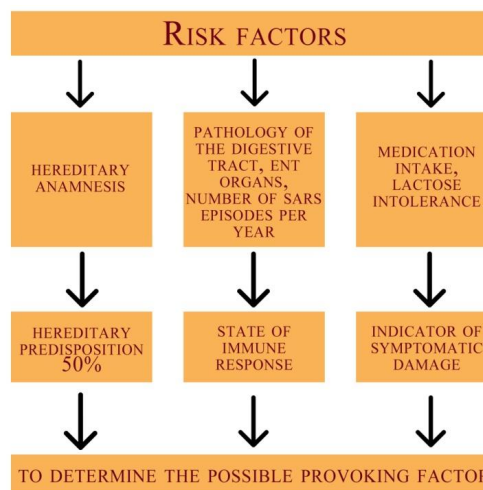 Risk factors
HEREDITARY
ANAMNESIS
PATHOLOGY OF
THE DIGESTIVE
TRACT, ENT
ORGANS,
NUMBER OF SARS
EPISODES PER
YEAR
MEDICATION
INTAKE,
LACTOSE
INTOLERANCE
HEREDITARY
PREDISPOSITION
50%
STATE OF
IMMUNE
RESPONSE
INDICATOR OF
SYMPTOMATIC
DAMAGE
TO DETERMINE THE POSSIBLE PROVOKING FACTOR